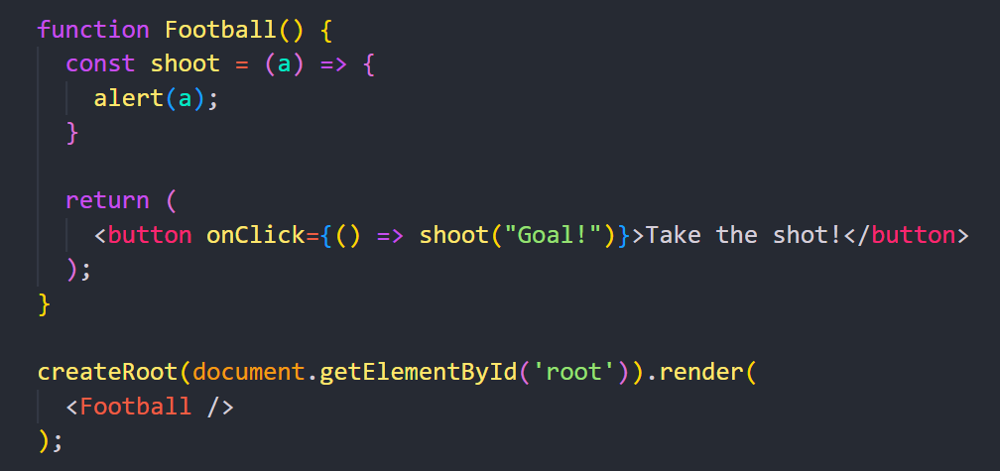 function Football() {
  const shoot = (a) => {
    alert(a);
  }

  return (
    <button onClick={() => shoot("Goal!")}>Take the shot!</button>
  );
}

createRoot(document.getElementById('root')).render(
  <Football />
);